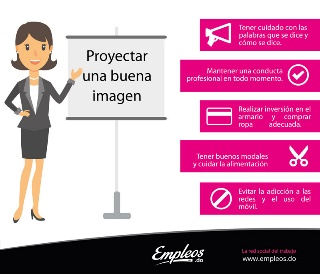 Proyectar
una buena
imagen
Tener cuidado con las
palabras que se dice y
cómo se dice.
Mantener una conducta
profesional en todo momento.
Realizar inversión en el
armario y comprar
ropa adecuada.
Tener buenos modales
y cuidar la alimentación
Evitar la adicción a las
redes y el uso del
móvil.
Empleos
.do
La red social del trabajo
www.empleos.do